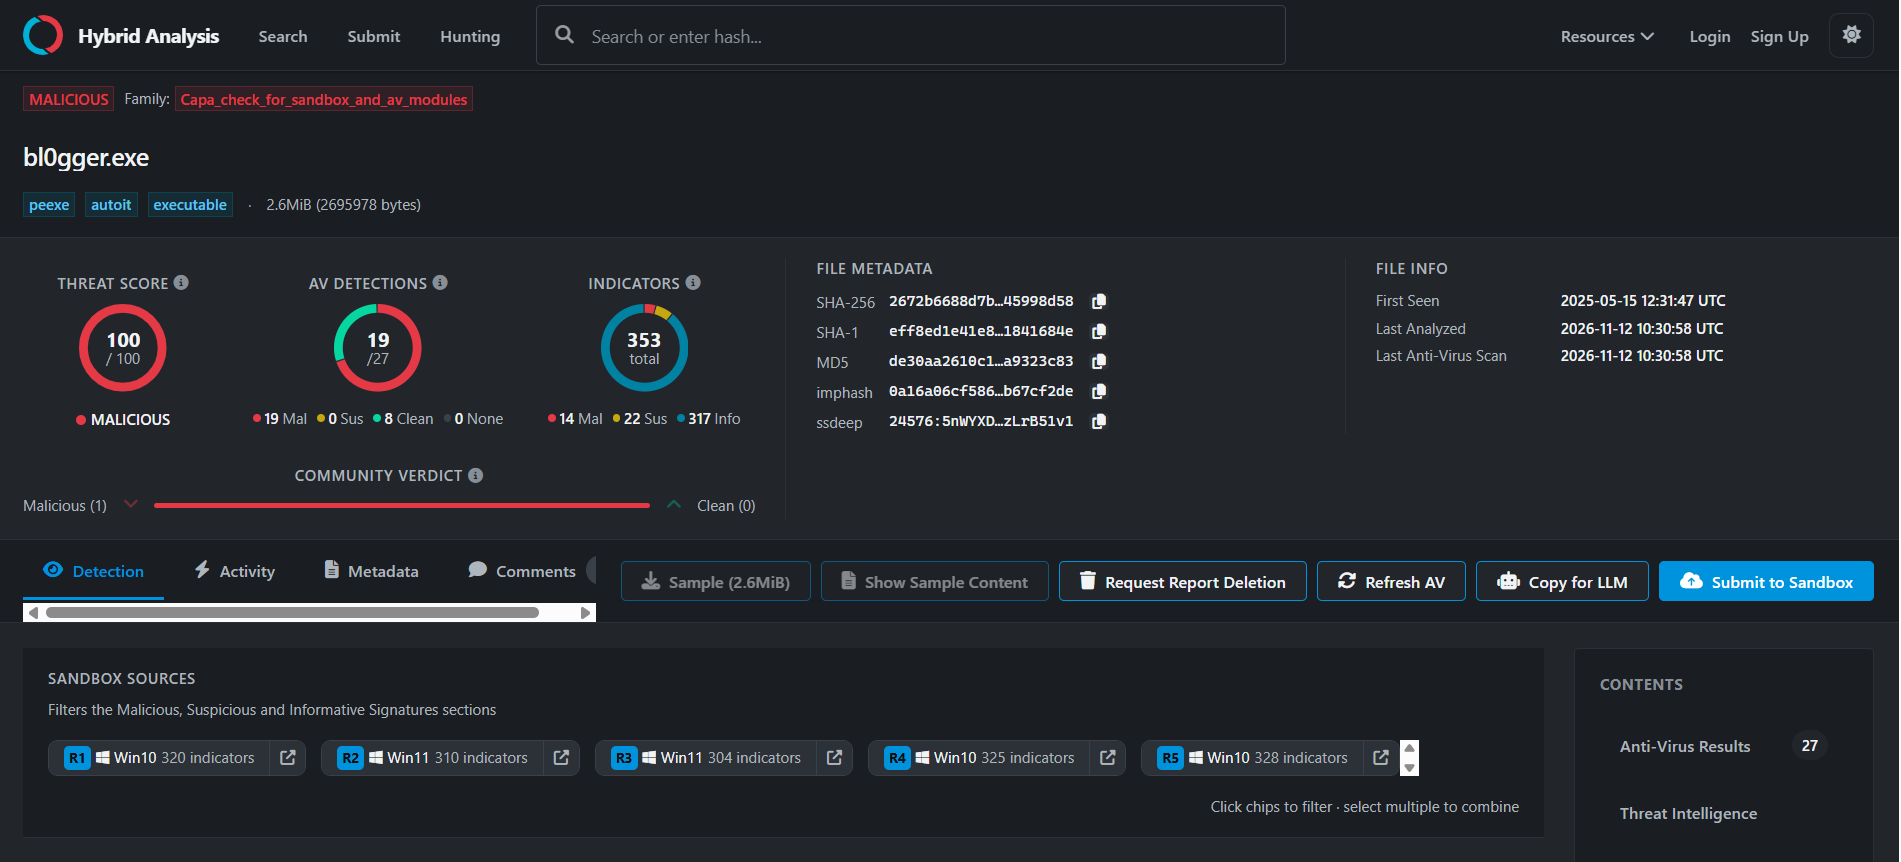 Hybrid Analysis Search Submit Hunting Search or enter hash... Resources Login Sign Up
MALICIOUS Family: Capa_check_for_sandbox_and_av_modules
bl0gger.exe
peexe autoit executable · 2.6MiB (2695978 bytes)
THREAT SCORE
100
/ 100
MALICIOUS
AV DETECTIONS
19
/27
19 Mal 0 Sus 8 Clean 0 None
INDICATORS
353
total
14 Mal 22 Sus 317 Info
COMMUNITY VERDICT
Malicious (1) Clean (0)
FILE METADATA
SHA-256 2672b6688d7b…45998d58
SHA-1 eff8ed1e41e8…1841684e
MD5 de30aa2610c1…a9323c83
imphash 0a16a06cf586…b67cf2de
ssdeep 24576:5nWYXD…zLrB51v1
FILE INFO
First Seen 2025-05-15 12:31:47 UTC
Last Analyzed 2026-11-12 10:30:58 UTC
Last Anti-Virus Scan 2026-11-12 10:30:58 UTC
Detection Activity Metadata Comments
Sample (2.6MiB) Show Sample Content Request Report Deletion Refresh AV Copy for LLM Submit to Sandbox
SANDBOX SOURCES
Filters the Malicious, Suspicious and Informative Signatures sections
R1 Win10 320 indicators R2 Win11 310 indicators R3 Win11 304 indicators R4 Win10 325 indicators R5 Win10 328 indicators
Click chips to filter · select multiple to combine
CONTENTS
Anti-Virus Results 27
Threat Intelligence